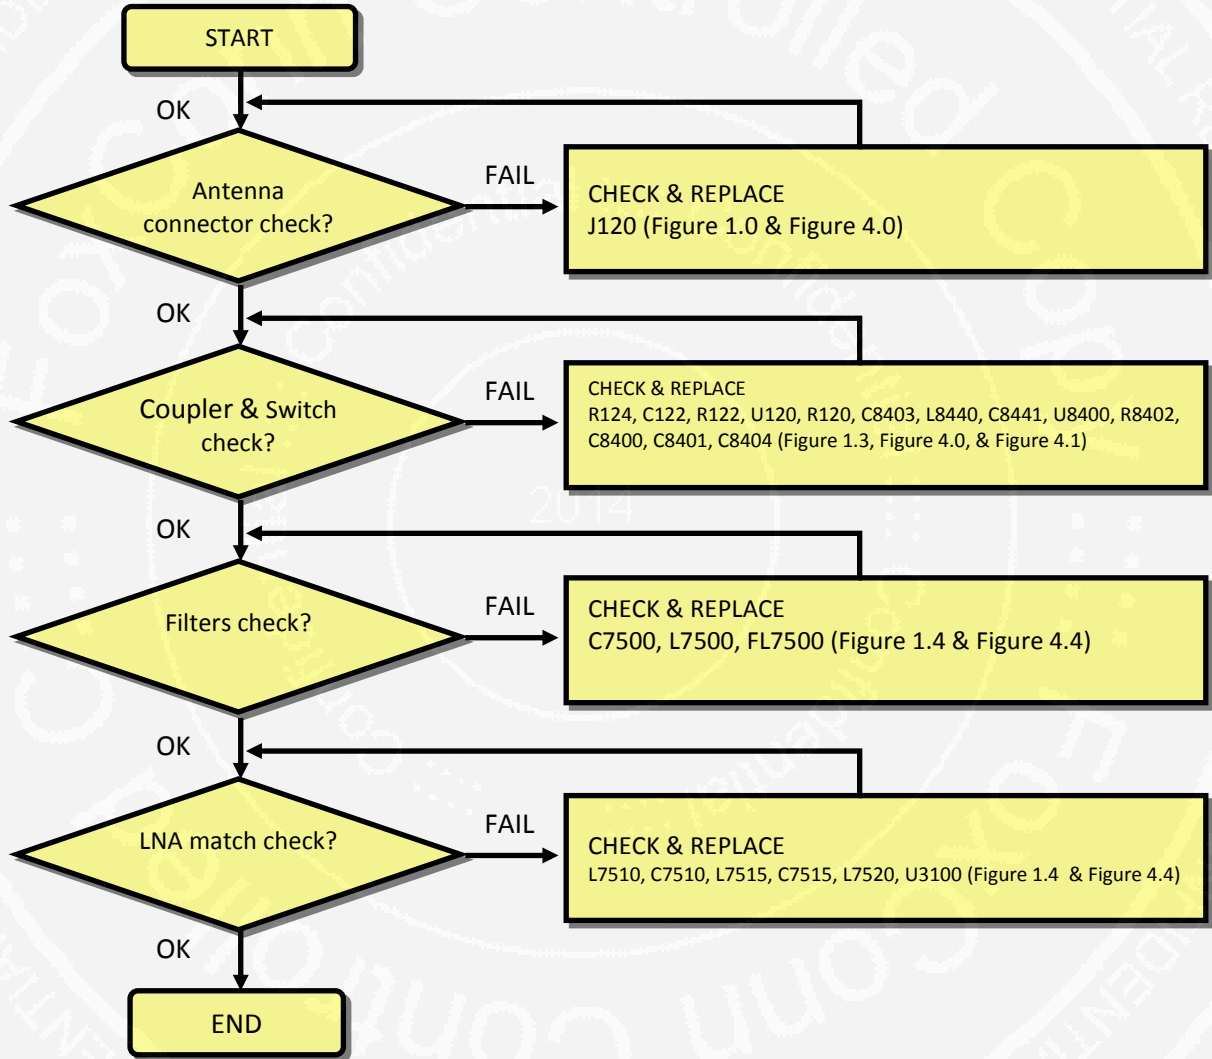 START
OK
Antenna
connector check?
FAIL
CHECK & REPLACE
J120 (Figure 1.0 & Figure 4.0)
OK
Coupler & Switch
check?
FAIL
CHECK & REPLACE
R124, C122, R122, U120, R120, C8403, L8440, C8441, U8400, R8402,
C8400, C8401, C8404 (Figure 1.3, Figure 4.0, & Figure 4.1)
2014
OK
Filters check?
FAIL
CHECK & REPLACE
C7500, L7500, FL7500 (Figure 1.4 & Figure 4.4)
OK
LNA match check?
FAIL
CHECK & REPLACE
L7510, C7510, L7515, C7515, L7520, U3100 (Figure 1.4 & Figure 4.4)
OK
END